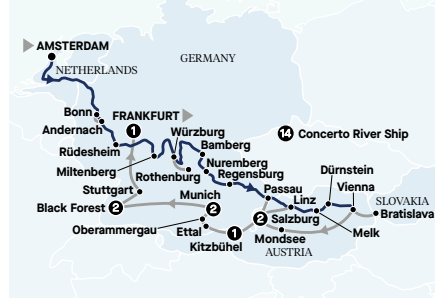 AMSTERDAM
GERMANY
NETHERLANDS
Bonn
FRANKFURT
Andernach
1
Würzburg
14 Concerto River Ship
Bamberg
Rüdesheim
Nuremberg
Miltenberg
Regensburg
Rothenburg
Dürnstein
Stuttgart
Passau
Vienna
Munich
Linz
SLOVAKIA
Black Forest 2
2
2
Salzburg
Bratislava
Oberammergau
Ettal
1
Mondsee
Melk
Kitzbühel
AUSTRIA